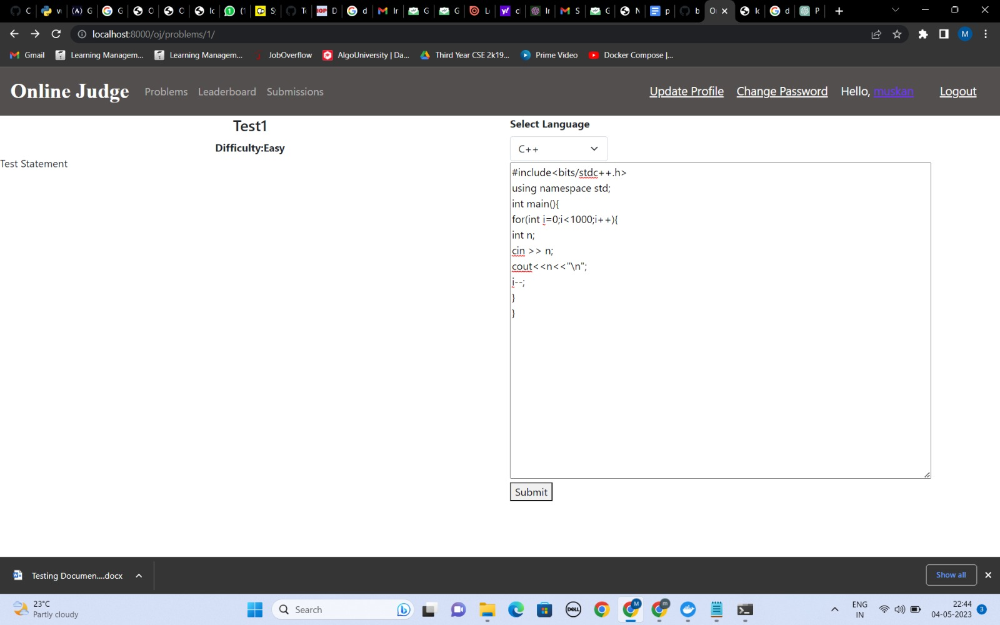 localhost:8000/oj/problems/1/
M
Gmail
Learning Managem...
Learning Managem...
JobOverflow
AlgoUniversity | Da...
Third Year CSE 2k19...
Prime Video
Docker Compose |...
Online Judge
Problems
Leaderboard
Submissions
Update Profile
Change Password
Hello, muskan
Logout
Test1
Difficulty:Easy
Test Statement
Select Language
C++
#include<bits/stdc++.h>
using namespace std;
int main(){
for(int i=0;i<1000;i++){
int n;
cin >> n;
cout<<n<<"\n";
i--;
}
}
Submit
Testing Documen....docx
Show all
23°C
Partly cloudy
Search
DELL
M
m
ENG
IN
22:44
04-05-2023
3